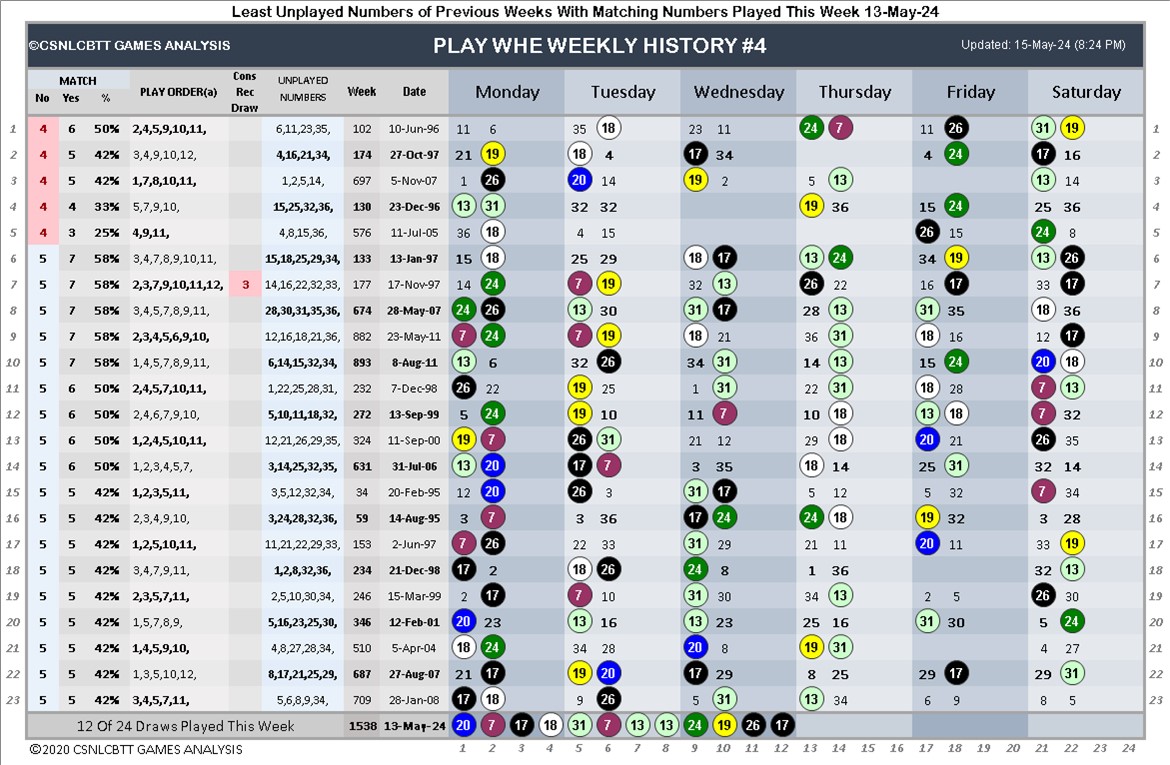 Least Unplayed Numbers of Previous Weeks With Matching Numbers Played This Week 13-May-24
©CSNLCBTT GAMES ANALYSIS PLAY WHE WEEKLY HISTORY #4 Updated: 15-May-24 (8:24 PM)
MATCH
No Yes % PLAY ORDER(a) Cons Rec Draw UNPLAYED NUMBERS Week Date Monday Tuesday Wednesday Thursday Friday Saturday
1 4 6 50% 2,4,5,9,10,11, 6,11,23,35, 102 10-Jun-96 11 6 35 18 23 11 24 7 11 26 31 19 1
2 4 5 42% 3,4,9,10,12, 4,16,21,34, 174 27-Oct-97 21 19 18 4 17 34 4 24 17 16 2
3 4 5 42% 1,7,8,10,11, 1,2,5,14, 697 5-Nov-07 1 26 20 14 19 2 5 13 13 14 3
4 4 4 33% 5,7,9,10, 15,25,32,36, 130 23-Dec-96 13 31 32 32 19 36 15 24 25 36 4
5 4 3 25% 4,9,11, 4,8,15,36, 576 11-Jul-05 36 18 4 15 26 15 24 8 5
6 5 7 58% 3,4,7,8,9,10,11, 15,18,25,29,34, 133 13-Jan-97 15 18 25 29 18 17 13 24 34 19 13 26 6
7 5 7 58% 2,3,7,9,10,11,12, 3 14,16,22,32,33, 177 17-Nov-97 14 24 7 19 32 13 26 22 16 17 33 17 7
8 5 7 58% 3,4,5,7,8,9,11, 28,30,31,35,36, 674 28-May-07 24 26 13 30 31 17 28 13 31 35 18 36 8
9 5 7 58% 2,3,4,5,6,9,10, 12,16,18,21,36, 882 23-May-11 7 24 7 19 18 21 36 31 18 16 12 17 9
10 5 7 58% 1,4,5,7,8,9,11, 6,14,15,32,34, 893 8-Aug-11 13 6 32 26 34 31 14 13 15 24 20 18 10
11 5 6 50% 2,4,5,7,10,11, 1,22,25,28,31, 232 7-Dec-98 26 22 19 25 1 31 22 31 18 28 7 13 11
12 5 6 50% 2,4,6,7,9,10, 5,10,11,18,32, 272 13-Sep-99 5 24 19 10 11 7 10 18 13 18 7 32 12
13 5 6 50% 1,2,4,5,10,11, 12,21,26,29,35, 324 11-Sep-00 19 7 26 31 21 12 29 18 20 21 26 35 13
14 5 6 50% 1,2,3,4,5,7, 3,14,25,32,35, 631 31-Jul-06 13 20 17 7 3 35 18 14 25 31 32 14 14
15 5 5 42% 1,2,3,5,11, 3,5,12,32,34, 34 20-Feb-95 12 20 26 3 31 17 5 12 5 32 7 34 15
16 5 5 42% 2,3,4,9,10, 3,24,28,32,36, 59 14-Aug-95 3 7 3 36 17 24 24 18 19 32 3 28 16
17 5 5 42% 1,2,5,10,11, 11,21,22,29,33, 153 2-Jun-97 7 26 22 33 31 29 21 11 20 11 33 19 17
18 5 5 42% 3,4,7,9,11, 1,2,8,32,36, 234 21-Dec-98 17 2 18 26 24 8 1 36 32 13 18
19 5 5 42% 2,3,5,7,11, 2,5,10,30,34, 246 15-Mar-99 2 17 7 10 31 30 34 13 2 5 26 30 19
20 5 5 42% 1,5,7,8,9, 5,16,23,25,30, 346 12-Feb-01 20 23 13 16 13 23 25 16 31 30 5 24 20
21 5 5 42% 1,4,5,9,10, 4,8,27,28,34, 510 5-Apr-04 18 24 34 28 20 8 19 31 4 27 21
22 5 5 42% 1,3,5,10,12, 8,17,21,25,29, 687 27-Aug-07 21 17 19 20 17 29 8 25 29 17 29 31 22
23 5 5 42% 3,4,5,7,11, 5,6,8,9,34, 709 28-Jan-08 17 18 9 26 5 31 13 34 6 9 8 5 23
12 Of 24 Draws Played This Week 1538 13-May-24 20 7 17 18 31 7 13 13 24 19 26 17
©2020 CSNLCBTT GAMES ANALYSIS 1 2 3 4 5 6 7 8 9 10 11 12 13 14 15 16 17 18 19 20 21 22 23 24